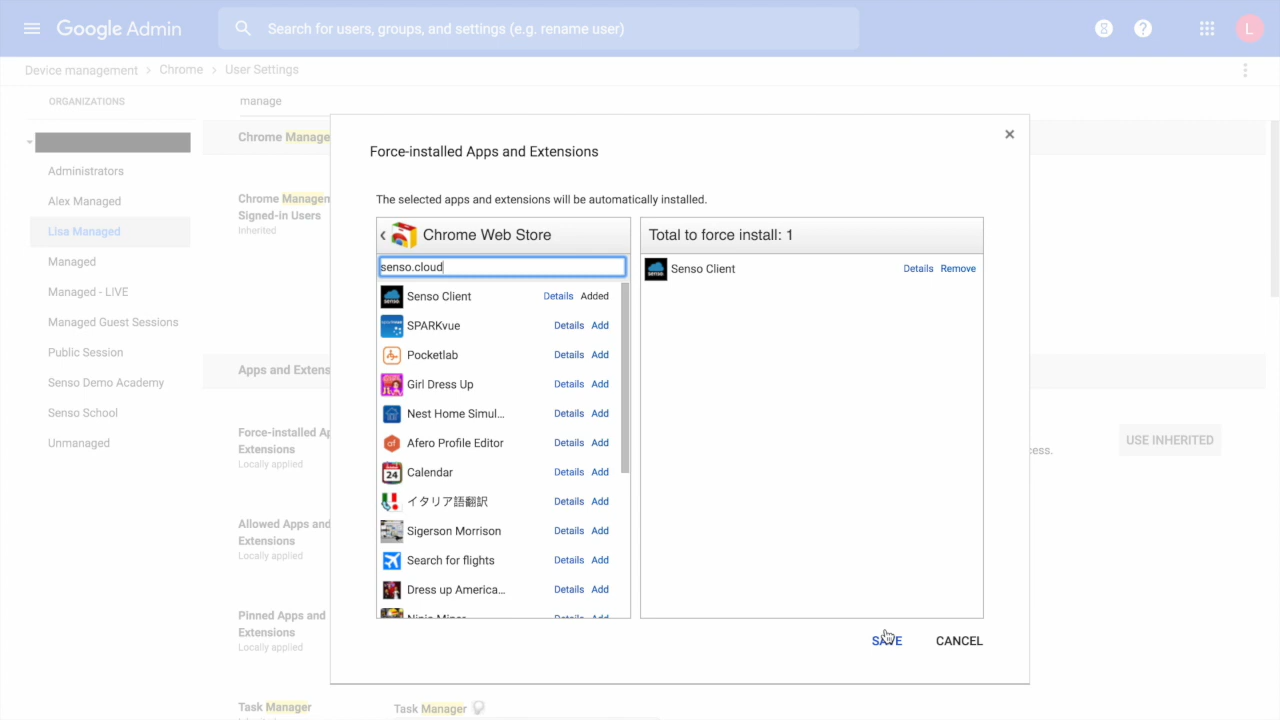 Google Admin
Search for users, groups, and settings (e.g. rename user)
8
?
L
Device management > Chrome > User Settings
ORGANIZATIONS
Administrators
Alex Managed
Lisa Managed
Managed
Managed - LIVE
Managed Guest Sessions
Public Session
Senso Demo Academy
Senso School
Unmanaged
manage
Chrome Manage
Chrome Managem
Signed-in Users
Inherited
Apps and Extens
Force-installed Ap
Extensions
Locally applied
Allowed Apps and
Extensions
Locally applied
Pinned Apps and
Extensions
Locally applied
Task Manager
Task Manager
cess.
USE INHERITED
Force-installed Apps and Extensions
×
The selected apps and extensions will be automatically installed.
Chrome Web Store
senso.cloud
Senso Client Details Added
SPARKvue Details Add
Pocketlab Details Add
Girl Dress Up Details Add
Nest Home Simul... Details Add
Afero Profile Editor Details Add
24 Calendar Details Add
イタリア語翻訳 Details Add
Sigerson Morrison Details Add
Search for flights Details Add
Dress up America... Details Add
Ninja Miner Details Add
Total to force install: 1
senso Senso Client Details Remove
SAVE
CANCEL